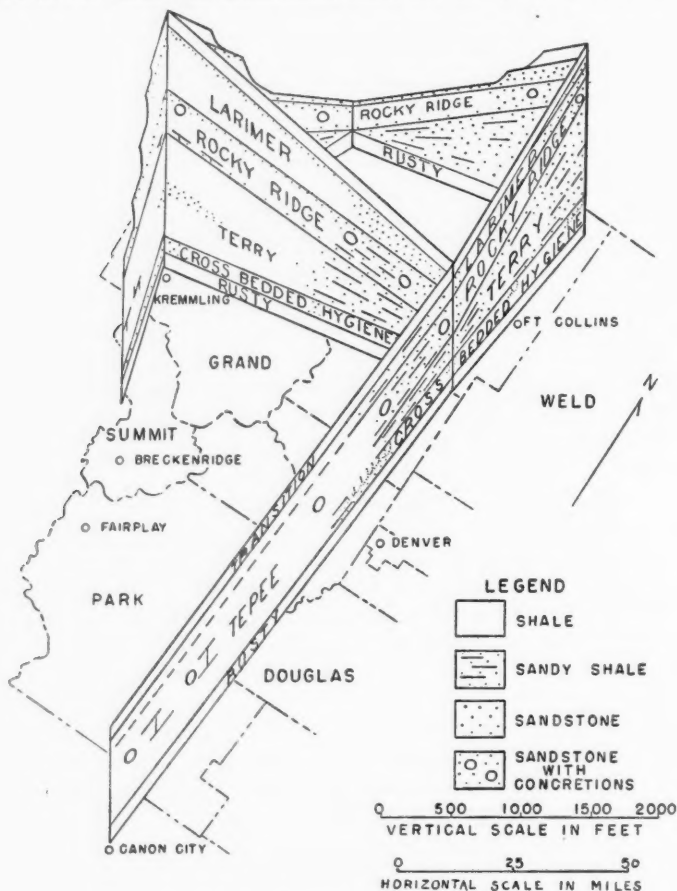 LARIMER
ROCKY RIDGE
TERRY
CROSS BEDDED HYGIENE
RUSTY
ROCKY RIDGE
RUSTY
LARIMER
ROCKY RIDGE
TERRY
CROSS BEDDED HYGIENE
KREMMLING
FT COLLINS
GRAND
WELD
N
SUMMIT
BRECKENRIDGE
TRANSITION
FAIRPLAY
DENVER
TEPEE
PARK
RUSTY
DOUGLAS
CANON CITY
LEGEND
SHALE
SANDY SHALE
SANDSTONE
SANDSTONE
WITH
CONCRETIONS
0 500 1000 1500 2000
VERTICAL SCALE IN FEET
0 25 50
HORIZONTAL SCALE IN MILES